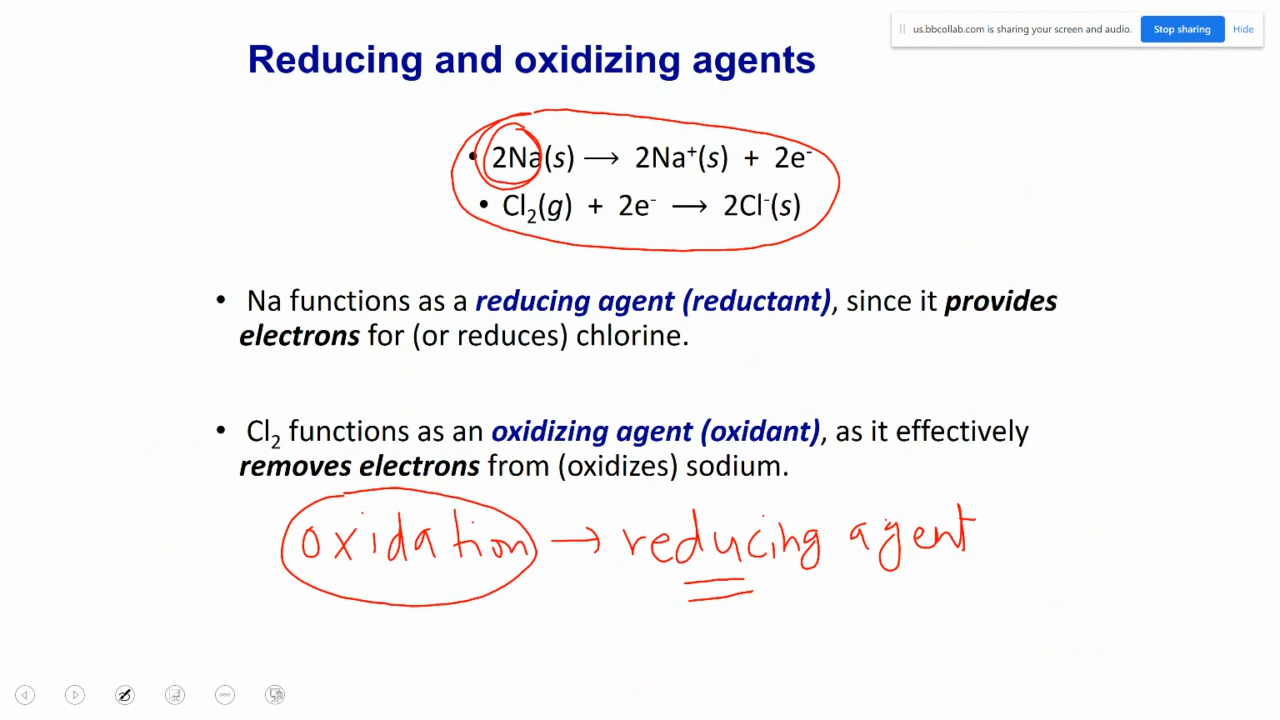 us.bbcollab.com is sharing your screen and audio. Stop sharing Hide
Reducing and oxidizing agents
• 2Na(s) ⟶ 2Na⁺(s) + 2e⁻
• Cl₂(g) + 2e⁻ ⟶ 2Cl⁻(s)
• Na functions as a reducing agent (reductant), since it provides
electrons for (or reduces) chlorine.
• Cl₂ functions as an oxidizing agent (oxidant), as it effectively
removes electrons from (oxidizes) sodium.
oxidation → reducing agent